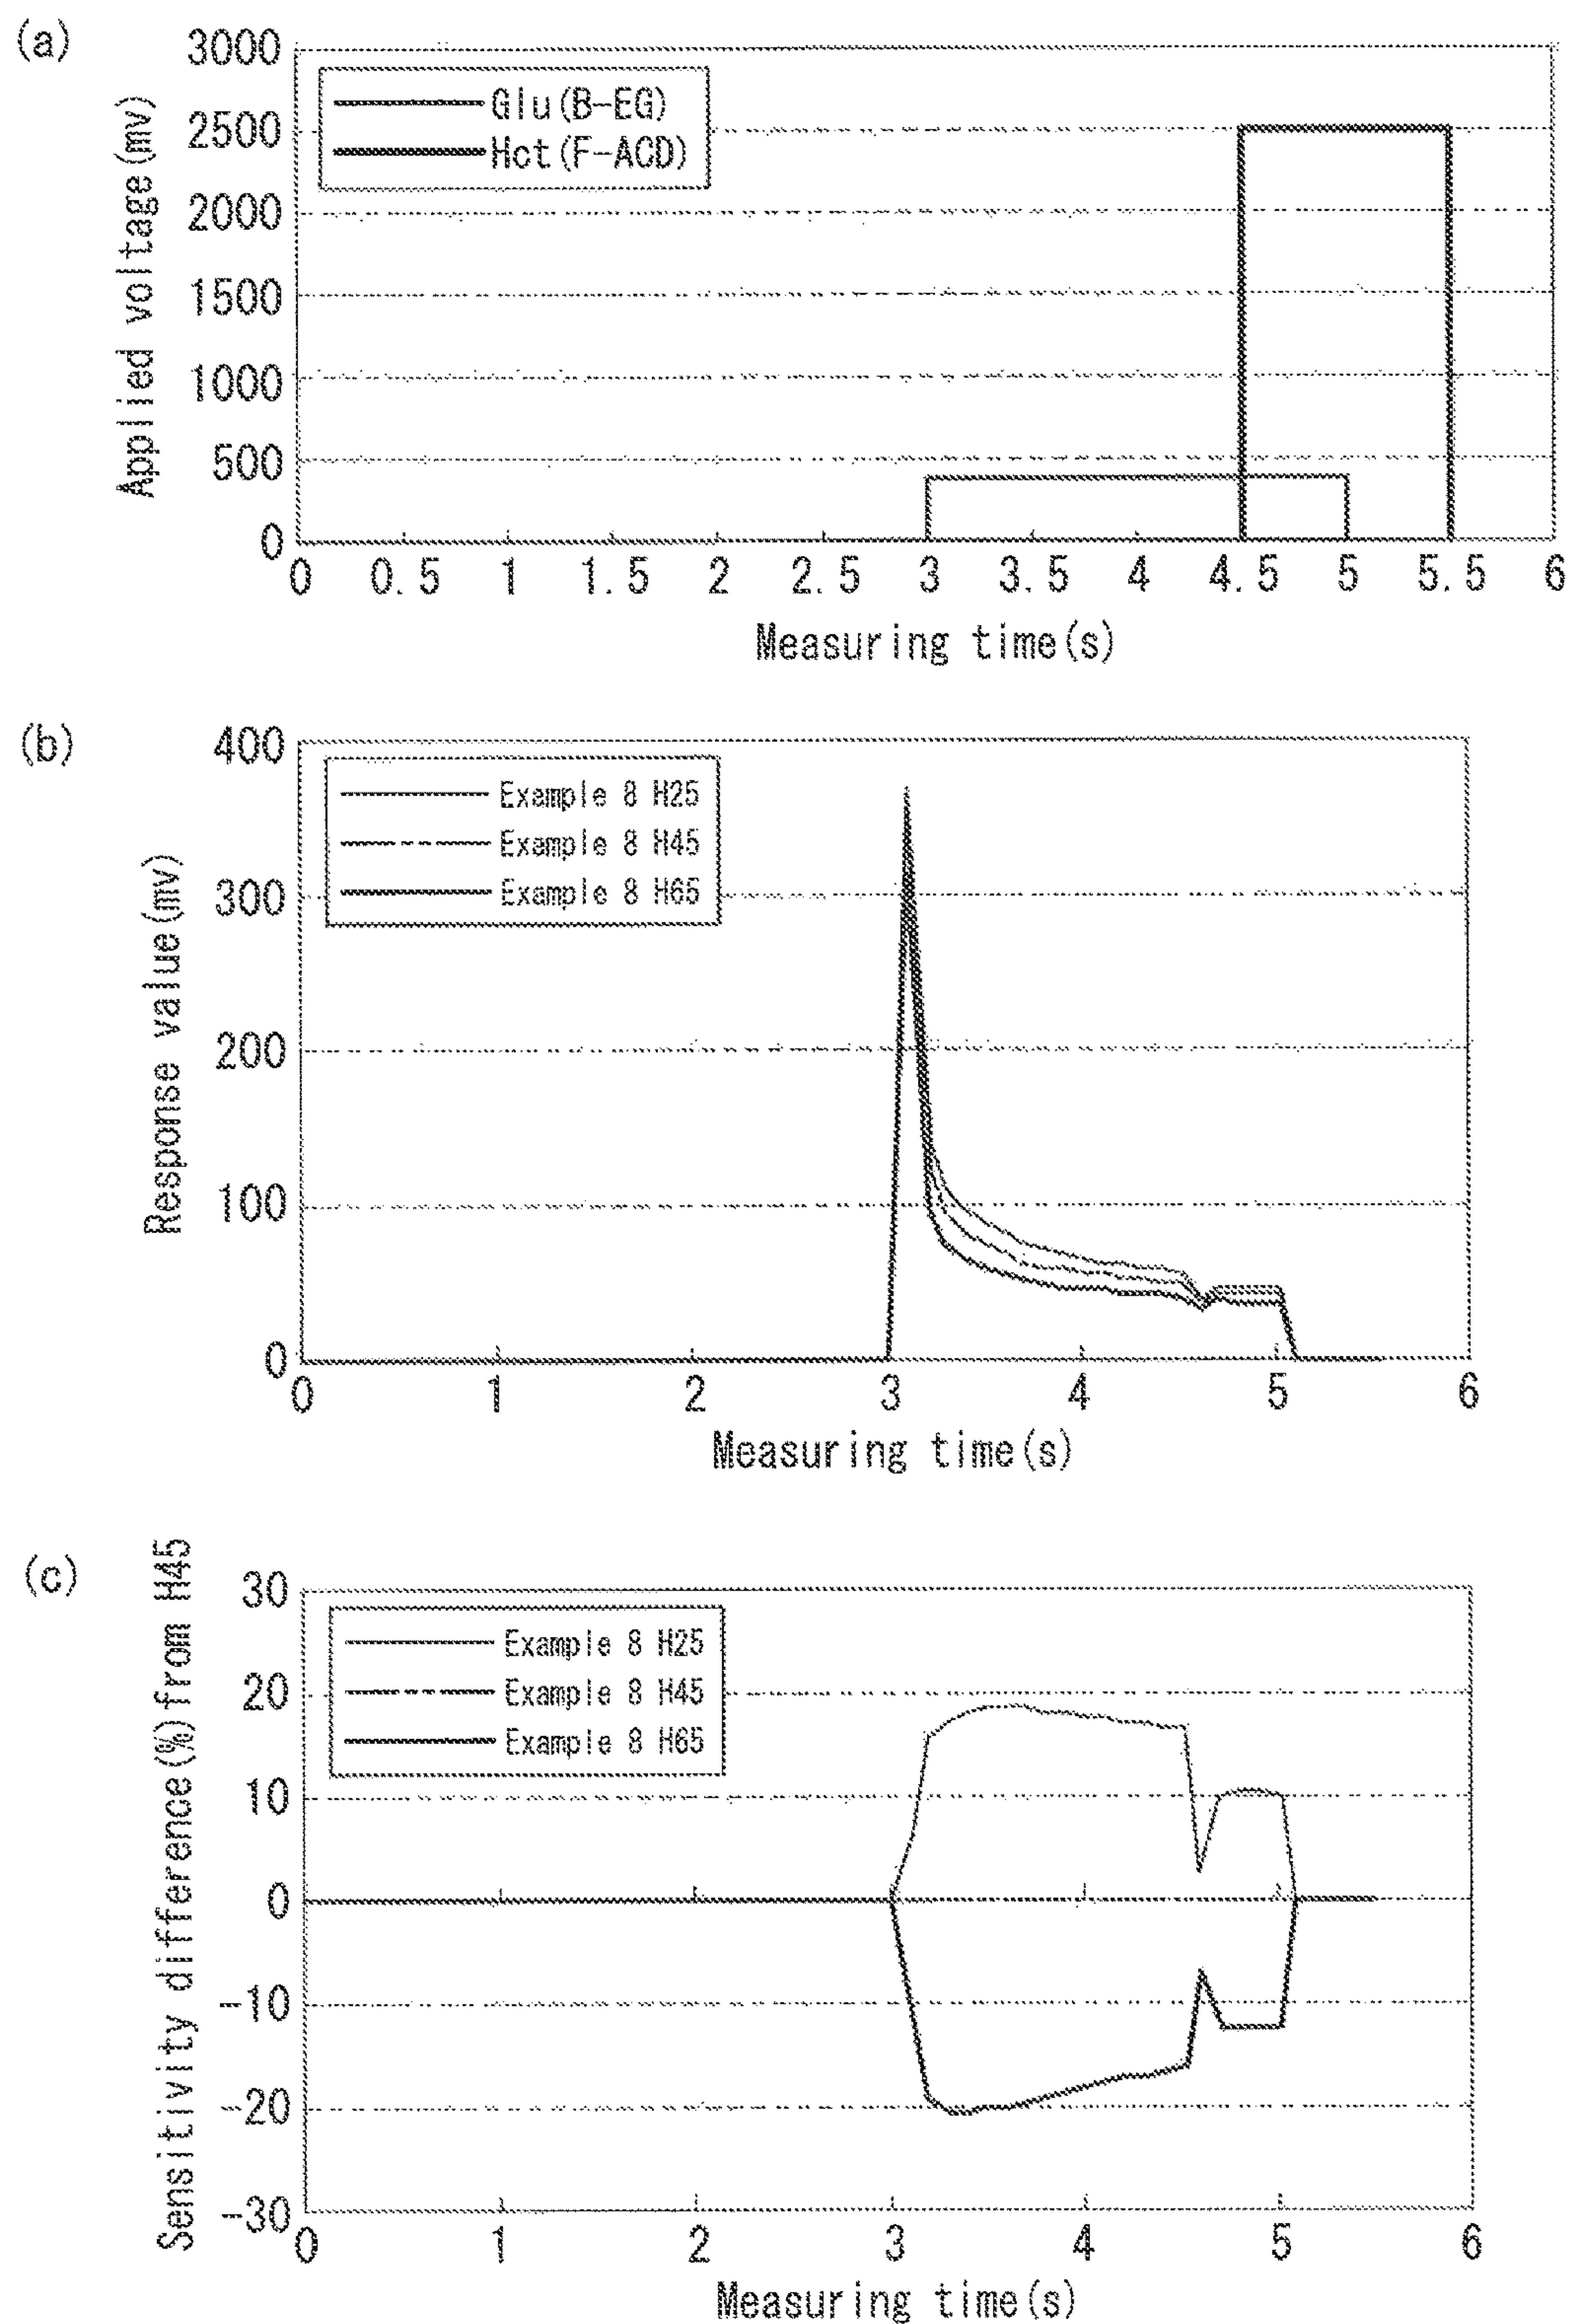 (a)
Applied voltage(mv)
3000
2500
2000
1500
1000
500
0
Glu(B-EG)
Hct(F-ACD)
0 0.5 1 1.5 2 2.5 3 3.5 4 4.5 5 5.5 6
Measuring time(s)
(b)
Response value(mv)
400
300
200
100
0
Example 8 H25
Example 8 H45
Example 8 H65
0 1 2 3 4 5 6
Measuring time(s)
(c)
Sensitivity difference(%)from H45
30
20
10
0
-10
-20
-30
Example 8 H25
Example 8 H45
Example 8 H65
0 1 2 3 4 5 6
Measuring time(s)